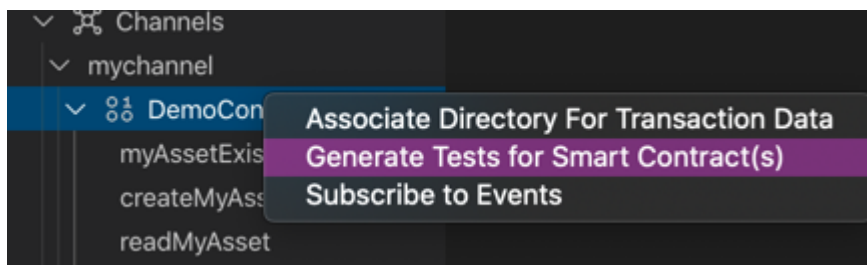 Channels
mychannel
DemoCon
Associate Directory For Transaction Data
myAssetExis
Generate Tests for Smart Contract(s)
createMyAss
Subscribe to Events
readMyAsset